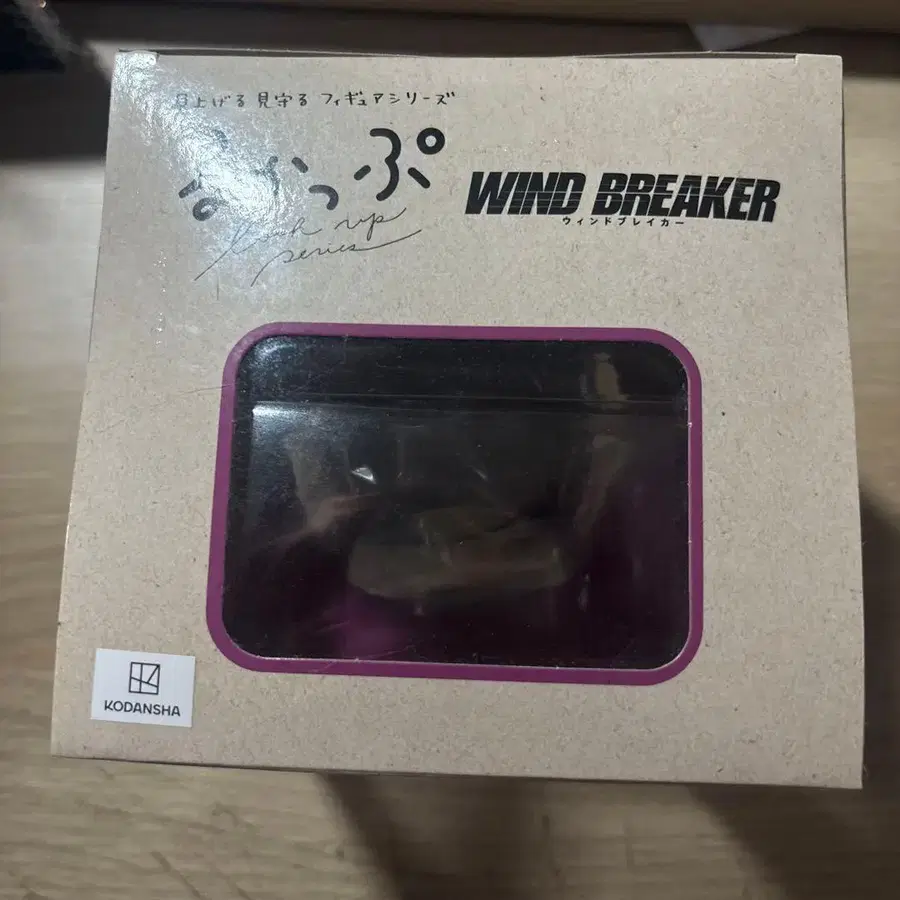 見上げる 見守る フィギュアシリーズ
るかっぷ
look up
series
WIND BREAKER
ウィンドブレイカー
KODANSHA